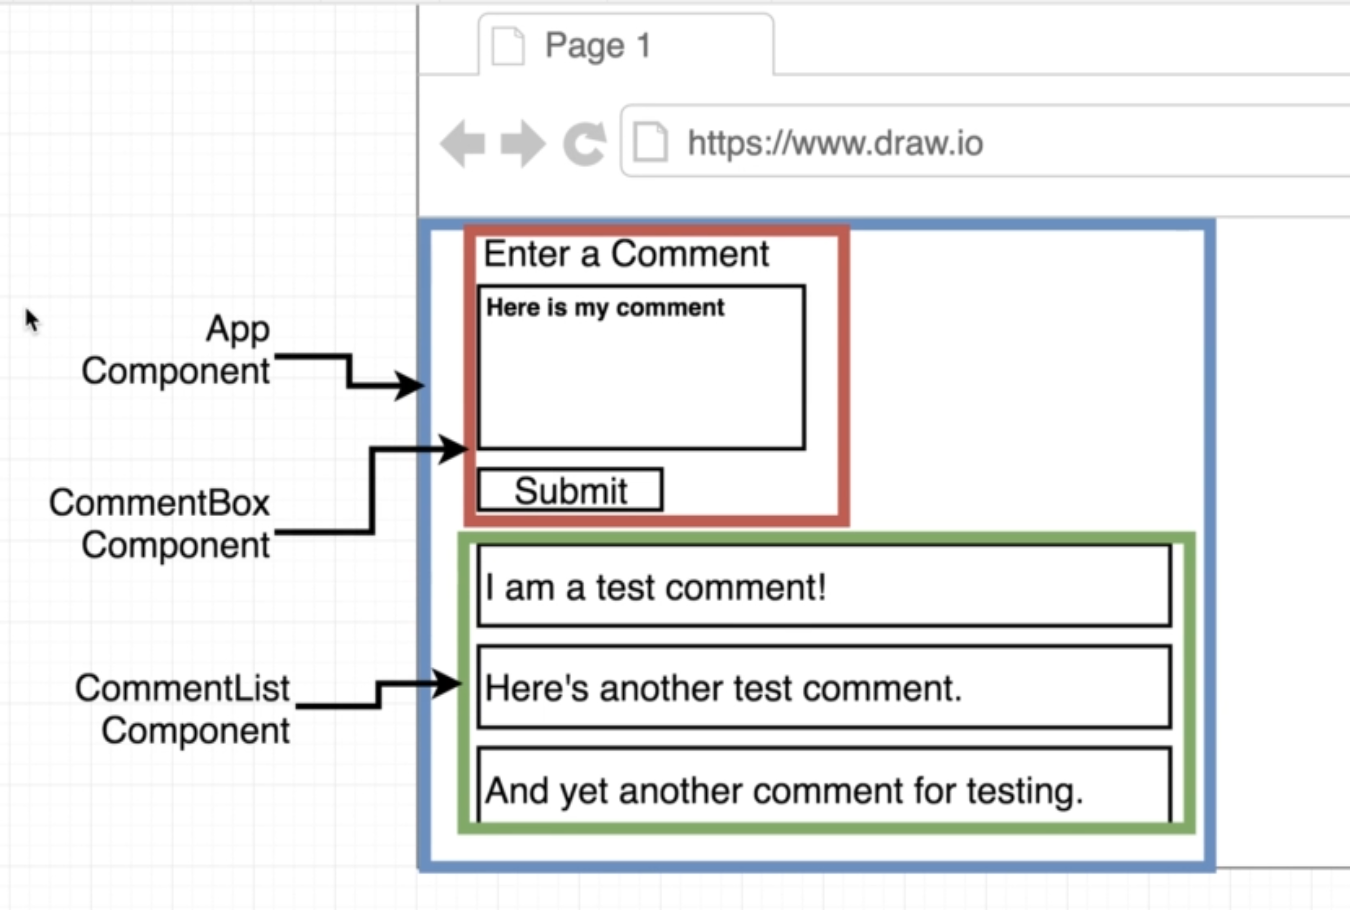 Page 1
https://www.draw.io
Enter a Comment
Here is my comment
Submit
App
Component
CommentBox
Component
I am a test comment!
Here's another test comment.
And yet another comment for testing.
CommentList
Component